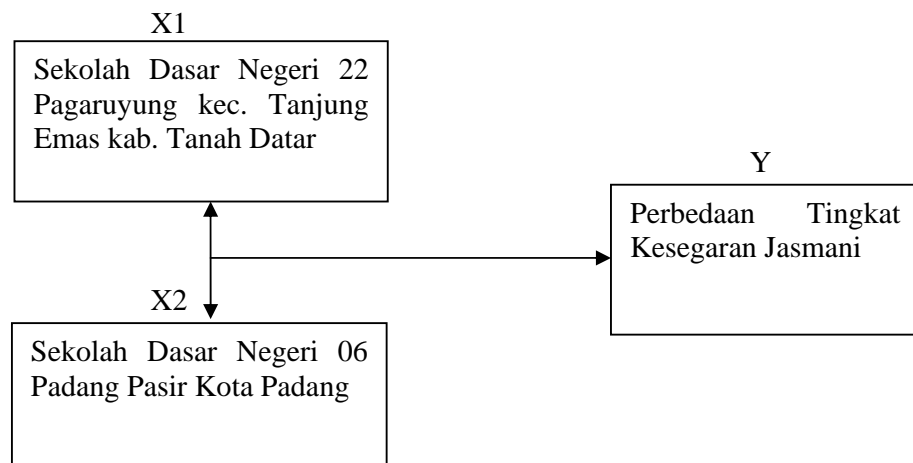 X1
Sekolah Dasar Negeri 22
Pagaruyung kec. Tanjung
Emas kab. Tanah Datar
Y
Perbedaan Tingkat
Kesegaran Jasmani
X2
Sekolah Dasar Negeri 06
Padang Pasir Kota Padang